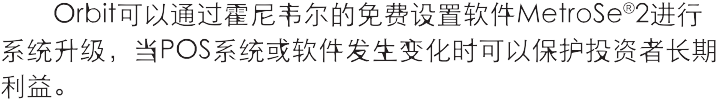 Orbit可以通过霍尼韦尔的免费设置软件MetroSe®2进行
系统升级，当POS系统或软件发生变化时可以保护投资者长期
利益。